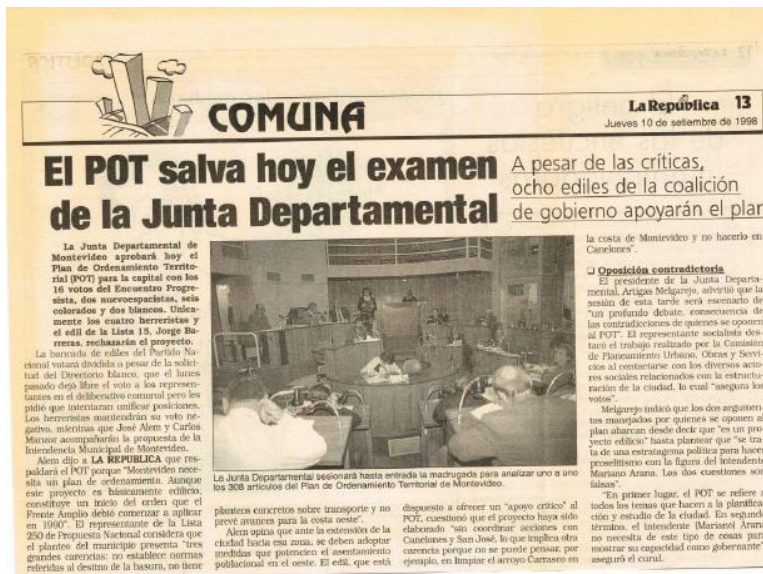 COMUNA
La República 13
Jueves 10 de setiembre de 1998
El POT salva hoy el examen
de la Junta Departamental
A pesar de las críticas,
ocho ediles de la coalición
de gobierno apoyarán el plan
La Junta Departamental de
Montevideo aprobará hoy el
Plan de Ordenamiento Territo-
rial (POT) para la capital con los
16 votos del Encuentro Progre-
sista, dos nuevoespacistas, seis
colorados y dos blancos. Unica-
mente los cuatro herreristas y
el edil de la Lista 15, Jorge Ba-
rreras, rechazarán el proyecto.
La bancada de ediles del Partido Na-
cional votará dividida a pesar de la solici-
tud del Directorio blanco, que el lunes
pasado dejó libre el voto a los represen-
tantes en el deliberativo comunal pero les
pidió que intentaran unificar posiciones.
Los herreristas mantendrán su voto ne-
gativo, mientras que José Alem y Carlos
Manzor acompañarán la propuesta de la
Intendencia Municipal de Montevideo.
Alem dijo a LA REPUBLICA que res-
paldará el POT porque "Montevideo nece-
sita un plan de ordenamiento. Aunque
este proyecto es básicamente edilicio,
constituye un inicio del orden que el
Frente Amplio debió comenzar a aplicar
en 1990". El representante de la Lista
250 de Propuesta Nacional considera que
el planteo del municipio presenta "tres
grandes carencias: no establece normas
referidas al destino de la basura, no tiene
La Junta Departamental sesionará hasta entrada la madrugada para analizar uno a uno
los 308 artículos del Plan de Ordenamiento Territorial de Montevideo.
planteos concretos sobre transporte y no
prevé avances para la costa oeste".
Alem opina que ante la extensión de la
ciudad hacia esa zona, se deben adoptar
medidas que potencien el asentamiento
poblacional en el oeste. El edil, que está
dispuesto a ofrecer un "apoyo crítico" al
POT, cuestionó que el proyecto haya sido
elaborado "sin coordinar acciones con
Canelones y San José, lo que implica otra
carencia porque no se puede pensar, por
ejemplo, en limpiar el arroyo Carrasco en
la costa de Montevideo y no hacerlo en
Canelones".
❑ Oposición contradictoria
El presidente de la Junta Departa-
mental, Artigas Melgarejo, advirtió que la
sesión de esta tarde será escenario de
"un profundo debate, consecuencia de
las contradicciones de quienes se oponen
al POT". El representante socialista des-
tacó el trabajo realizado por la Comisión
de Planeamiento Urbano, Obras y Servi-
cios al contactarse con los diversos acto-
res sociales relacionados con la estructu-
ración de la ciudad, lo cual "asegura los
votos".
Melgarejo indicó que los dos argumen-
tos manejados por quienes se oponen al
plan abarcan desde decir que "es un pro-
yecto edilicio" hasta plantear que "se tra-
ta de una estratagema política para hacer
proselitismo con la figura del intendente
Mariano Arana. Las dos cuestiones son
falsas".
"En primer lugar, el POT se refiere a
todos los temas que hacen a la planifica-
ción y estudio de la ciudad. En segundo
término, el intendente [Mariano] Arana
no necesita de este tipo de cosas para
mostrar su capacidad como gobernante",
aseguró el curul.